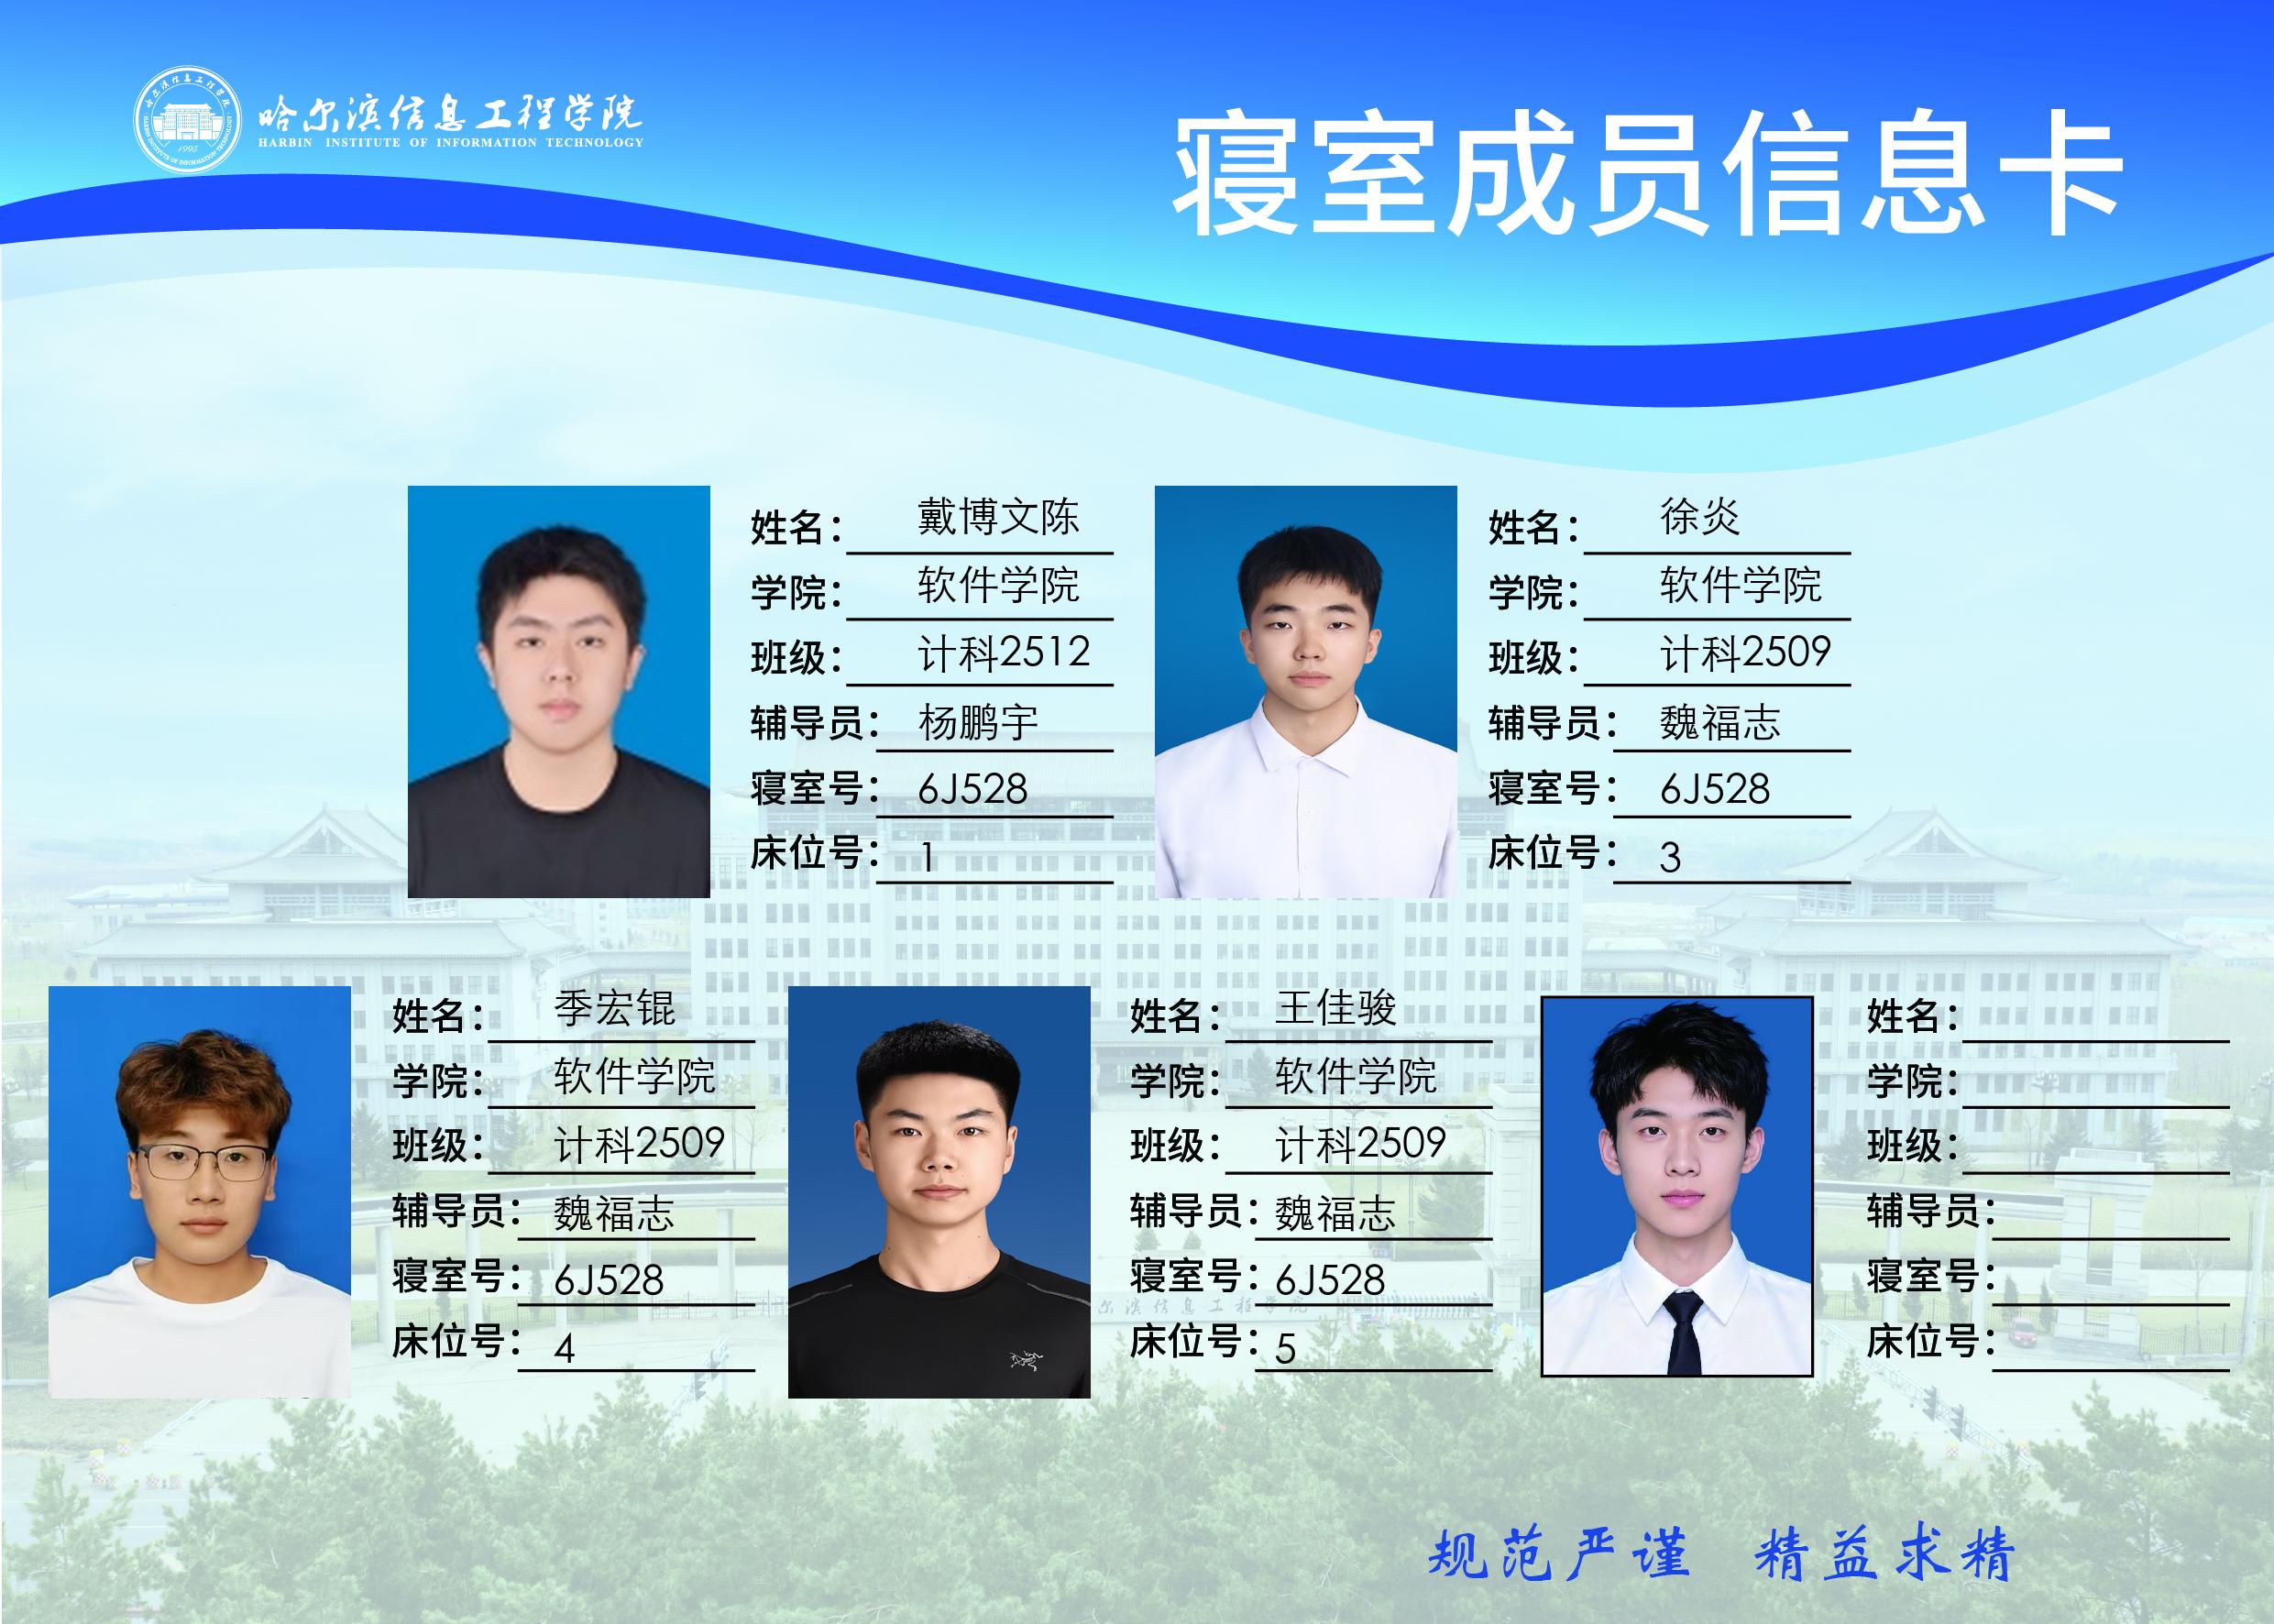 哈尔滨信息工程学院
HARBIN INSTITUTE OF INFORMATION TECHNOLOGY
1995
寝室成员信息卡
姓名：戴博文陈
学院：软件学院
班级：计科2512
辅导员：杨鹏宇
寝室号：6J528
床位号：1
姓名：徐炎
学院：软件学院
班级：计科2509
辅导员：魏福志
寝室号：6J528
床位号：3
姓名：季宏锟
学院：软件学院
班级：计科2509
辅导员：魏福志
寝室号：6J528
床位号：4
姓名：王佳骏
学院：软件学院
班级：计科2509
辅导员：魏福志
寝室号：6J528
床位号：5
姓名：
学院：
班级：
辅导员：
寝室号：
床位号：
尔滨信息工程学院
规范严谨 精益求精